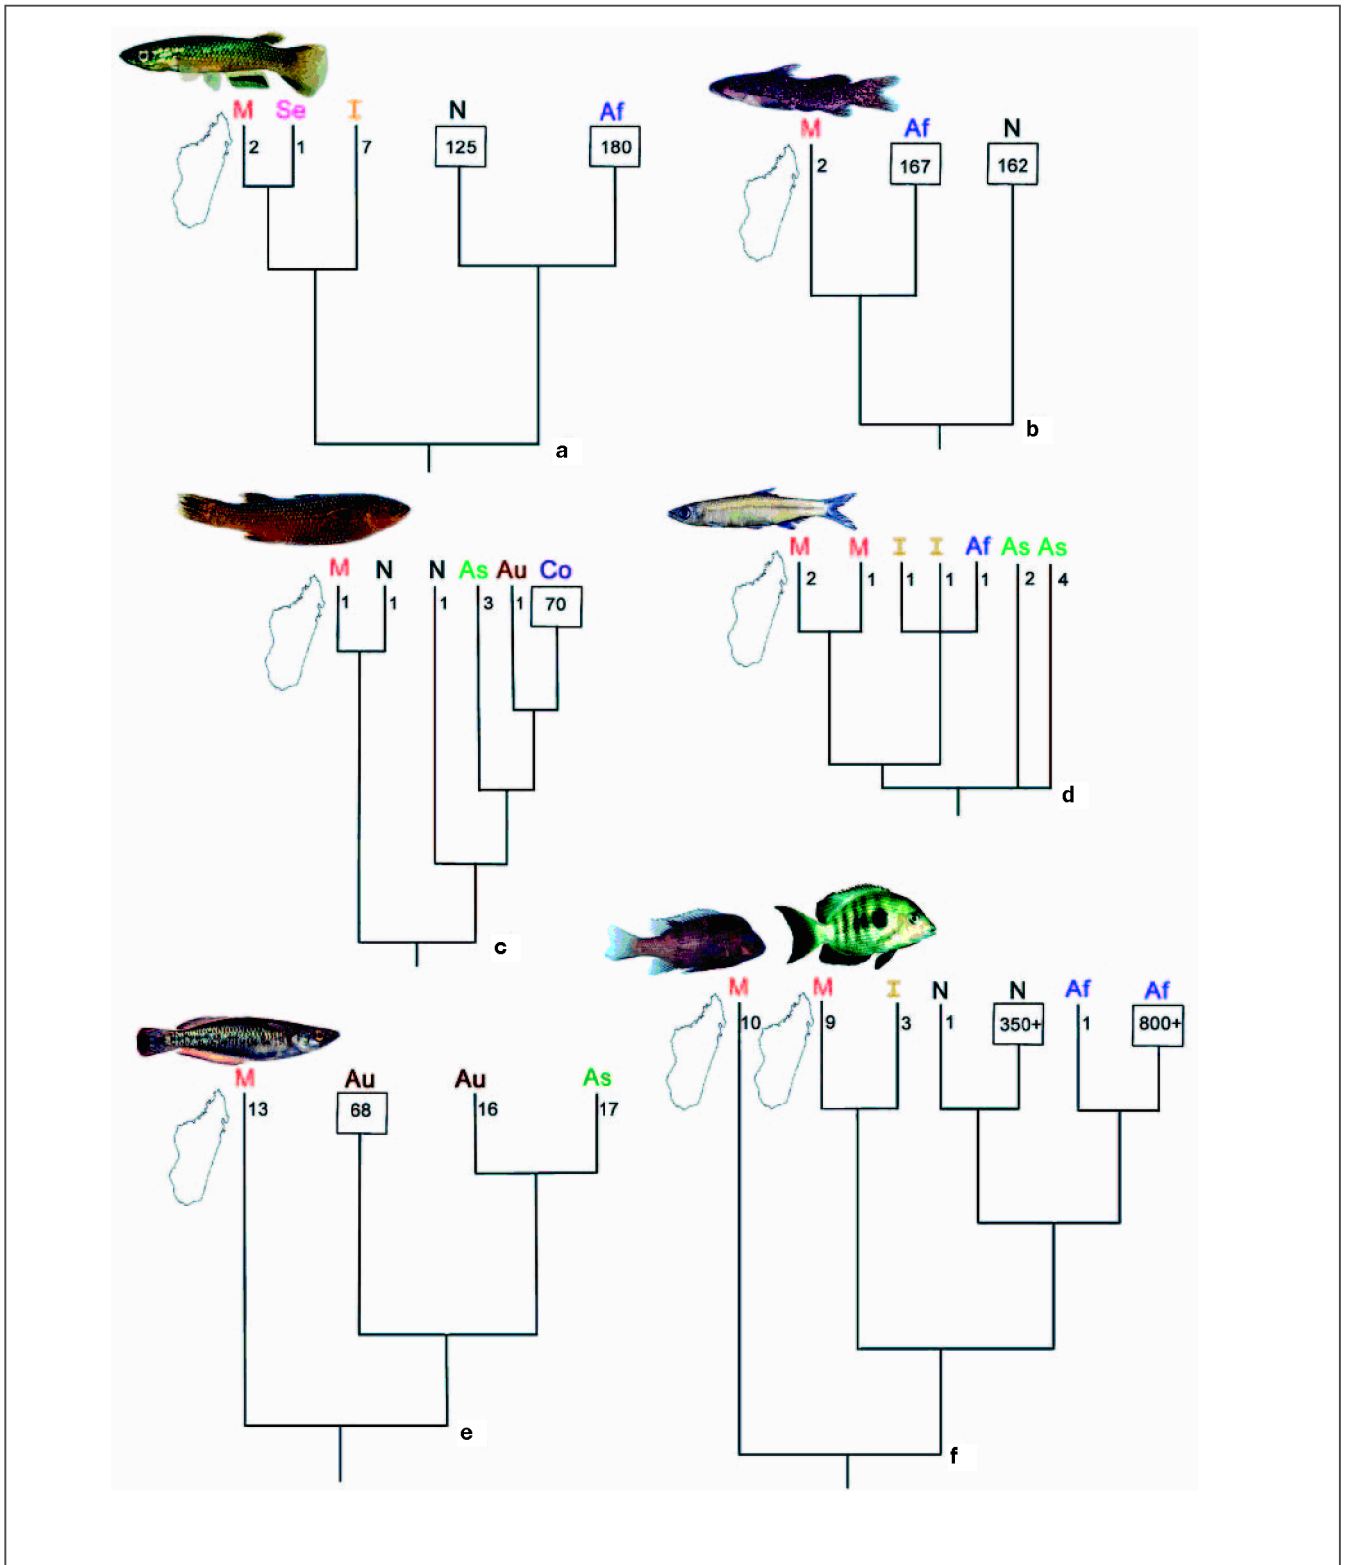 M Se I N Af
2 1 7 125 180
a
M Af N
2 167 162
b
M N N As Au Co
1 1 1 3 1 70
c
M M I I Af As As
2 1 1 1 1 2 4
d
M Au Au As
13 68 16 17
e
M M I N N Af Af
10 9 3 1 350+ 1 800+
f